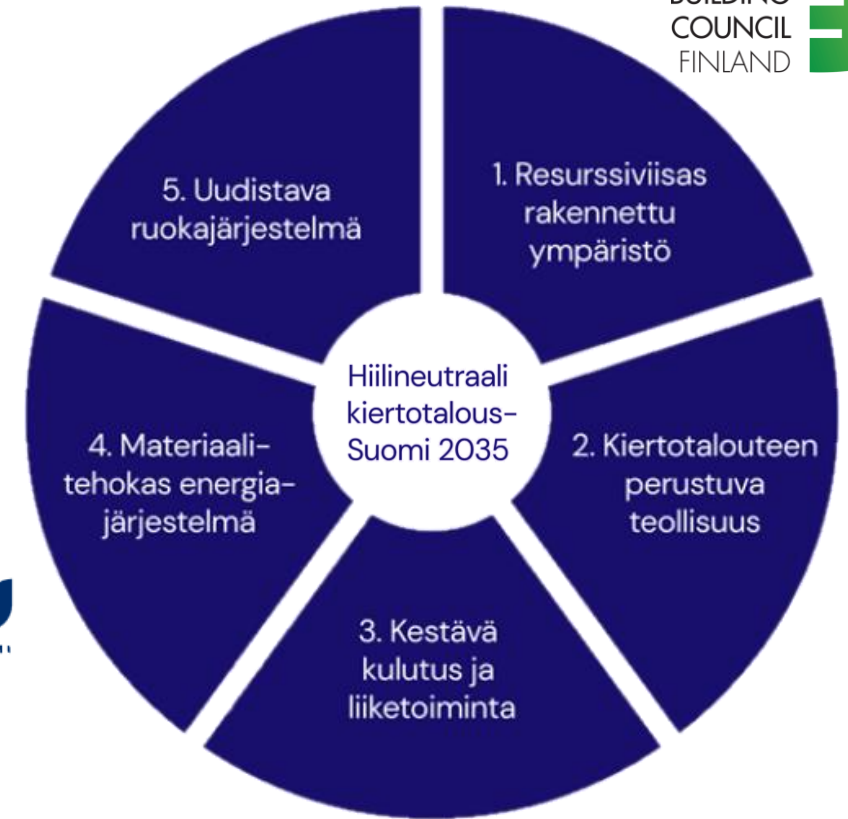 COUNCIL
FINLAND
1. Resurssiviisas
rakennettu
ympäristö
2. Kiertotalouteen
perustuva
teollisuus
3. Kestävä
kulutus ja
liiketoiminta
4. Materiaali-
tehokas energia-
järjestelmä
5. Uudistava
ruokajärjestelmä
Hiilineutraali
kiertotalous-
Suomi 2035